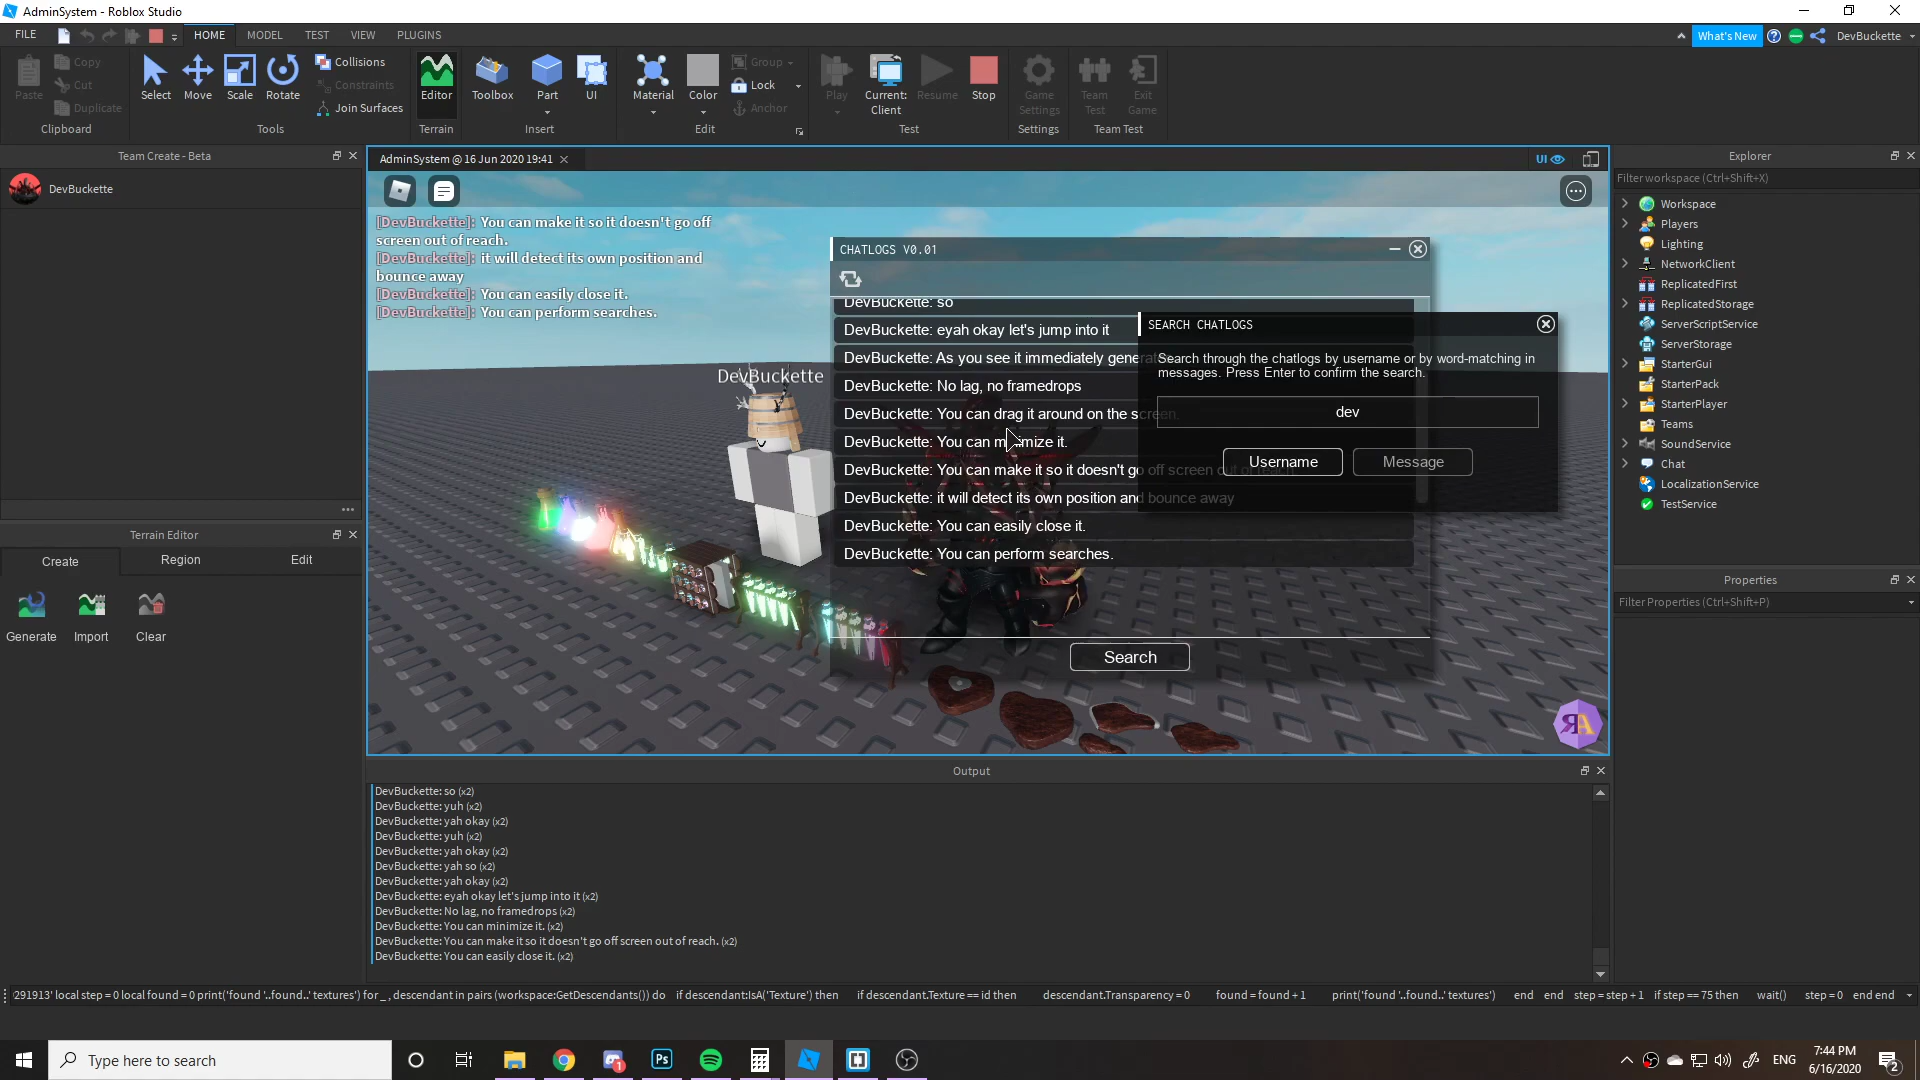 AdminSystem - Roblox Studio
FILE HOME MODEL TEST VIEW PLUGINS What's New DevBuckette
Paste Copy Cut Duplicate
Select Move Scale Rotate
Collisions Constraints Join Surfaces
Editor Toolbox Part UI
Material Color
Group Lock Anchor
Play Current: Client Resume Stop
Game Settings Team Test Exit Game
Clipboard Tools Terrain Insert Edit Test Settings Team Test
Team Create - Beta
DevBuckette
Terrain Editor
Create Region Edit
Generate Import Clear
AdminSystem @ 16 Jun 2020 19:41
UI
[DevBuckette]: You can make it so it doesn't go off
screen out of reach.
[DevBuckette]: it will detect its own position and
bounce away
[DevBuckette]: You can easily close it.
[DevBuckette]: You can perform searches.
DevBuckette
CHATLOGS V0.01
DevBuckette: so
DevBuckette: eyah okay let's jump into it
DevBuckette: As you see it immediately generates
DevBuckette: No lag, no framedrops
DevBuckette: You can drag it around on the screen.
DevBuckette: You can minimize it.
DevBuckette: You can make it so it doesn't go off screen out of reach.
DevBuckette: it will detect its own position and bounce away
DevBuckette: You can easily close it.
DevBuckette: You can perform searches.
Search
SEARCH CHATLOGS
Search through the chatlogs by username or by word-matching in
messages. Press Enter to confirm the search.
dev
Username Message
RA
Explorer
Filter workspace (Ctrl+Shift+X)
Workspace
Players
Lighting
NetworkClient
ReplicatedFirst
ReplicatedStorage
ServerScriptService
ServerStorage
StarterGui
StarterPack
StarterPlayer
Teams
SoundService
Chat
LocalizationService
TestService
Properties
Filter Properties (Ctrl+Shift+P)
Output
DevBuckette: so (x2)
DevBuckette: yuh (x2)
DevBuckette: yah okay (x2)
DevBuckette: yuh (x2)
DevBuckette: yah okay (x2)
DevBuckette: yah so (x2)
DevBuckette: yah okay (x2)
DevBuckette: eyah okay let's jump into it (x2)
DevBuckette: No lag, no framedrops (x2)
DevBuckette: You can minimize it. (x2)
DevBuckette: You can make it so it doesn't go off screen out of reach. (x2)
DevBuckette: You can easily close it. (x2)
'291913' local step = 0 local found = 0 print('found '..found..' textures') for _ , descendant in pairs (workspace:GetDescendants()) do if descendant:IsA('Texture') then if descendant.Texture == id then descendant.Transparency = 0 found = found + 1 print('found '..found..' textures') end end step = step + 1 if step == 75 then wait() step = 0 end end
Type here to search
Ps
1
ENG
7:44 PM
6/16/2020
2